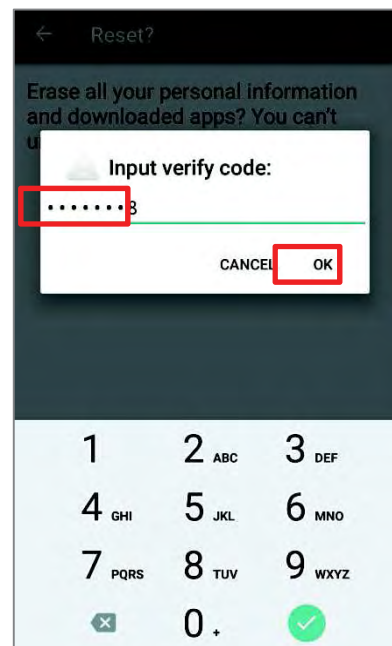 ← Reset?
Erase all your personal information
and downloaded apps? You can't
u
Input verify code:
•••••••8
CANCEL OK
1 2 ABC 3 DEF
4 GHI 5 JKL 6 MNO
7 PQRS 8 TUV 9 WXYZ
0 +